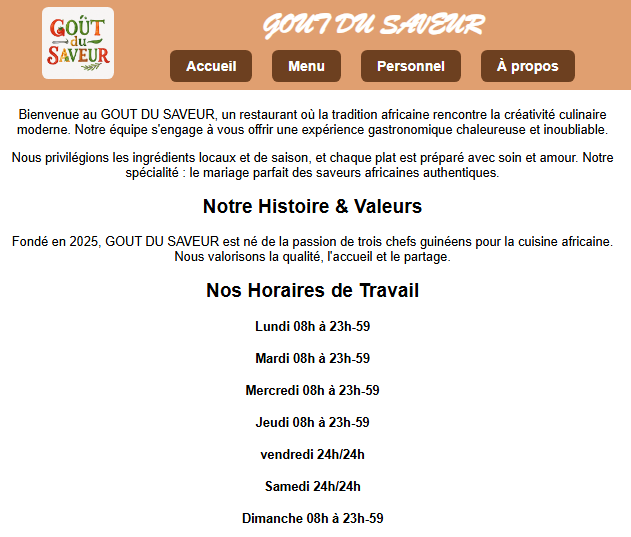 GOÛT
du
SAVEUR
GOUT DU SAVEUR
Accueil Menu Personnel À propos
Bienvenue au GOUT DU SAVEUR, un restaurant où la tradition africaine rencontre la créativité culinaire
moderne. Notre équipe s'engage à vous offrir une expérience gastronomique chaleureuse et inoubliable.
Nous privilégions les ingrédients locaux et de saison, et chaque plat est préparé avec soin et amour. Notre
spécialité : le mariage parfait des saveurs africaines authentiques.
Notre Histoire & Valeurs
Fondé en 2025, GOUT DU SAVEUR est né de la passion de trois chefs guinéens pour la cuisine africaine.
Nous valorisons la qualité, l'accueil et le partage.
Nos Horaires de Travail
Lundi 08h à 23h-59
Mardi 08h à 23h-59
Mercredi 08h à 23h-59
Jeudi 08h à 23h-59
vendredi 24h/24h
Samedi 24h/24h
Dimanche 08h à 23h-59